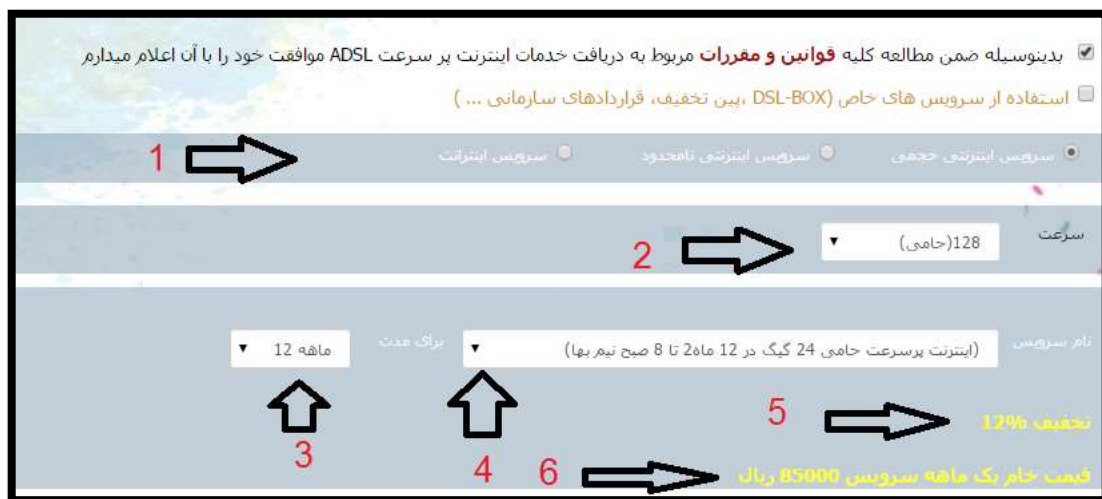 بدینوسیله ضمن مطالعه کلیه قوانین و مقررات مربوط به دریافت خدمات اینترنت پر سرعت ADSL موافقت خود را با آن اعلام میدارم
استفاده از سرویس های خاص (DSL-BOX ،پین تخفیف، قراردادهای سازمانی ... )
سرویس اینترنتی حجمی سرویس اینترنتی نامحدود سرویس اینترانت 1
سرعت 128(حامی) 2
نام سرویس (اینترنت پرسرعت حامی 24 گیگ در 12 ماه2 تا 8 صبح نیم بها) برای مدت ماهه 12
3 4
تخفیف 12% 5
قیمت خام یک ماهه سرویس 85000 ریال 6